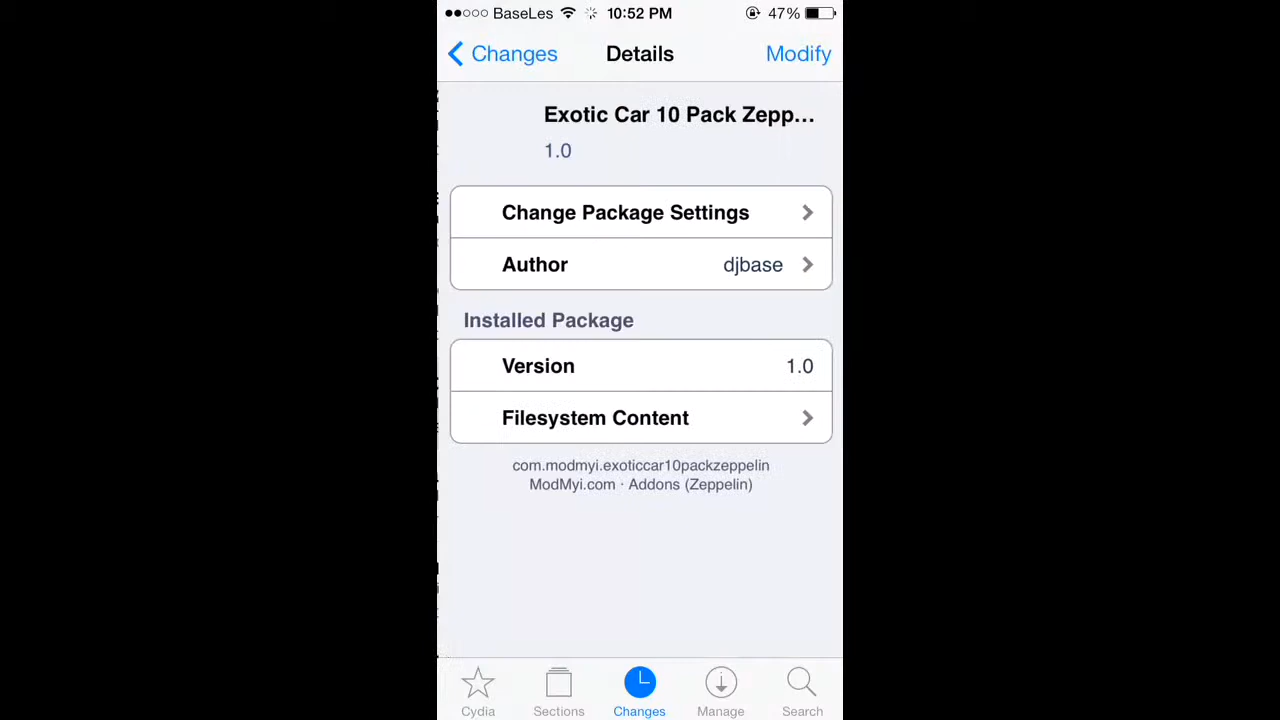 BaseLes 10:52 PM 47%
Changes Details Modify
Exotic Car 10 Pack Zepp...
1.0
Change Package Settings
Author djbase
Installed Package
Version 1.0
Filesystem Content
com.modmyi.exoticcar10packzeppelin
ModMyi.com · Addons (Zeppelin)
Cydia Sections Changes Manage Search